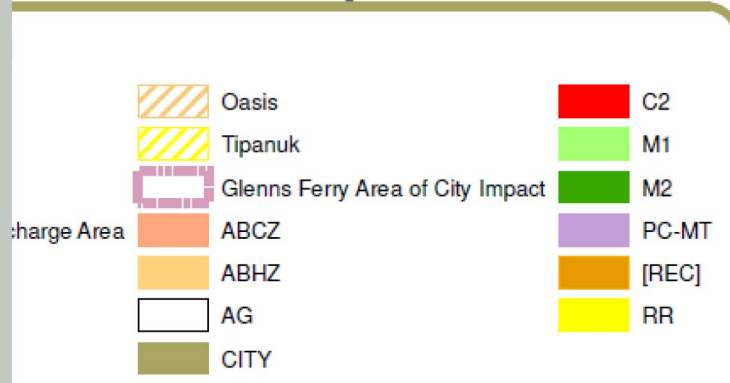 Oasis
Tipanuk
Glenns Ferry Area of City Impact
charge Area
ABCZ
ABHZ
AG
CITY
C2
M1
M2
PC-MT
[REC]
RR